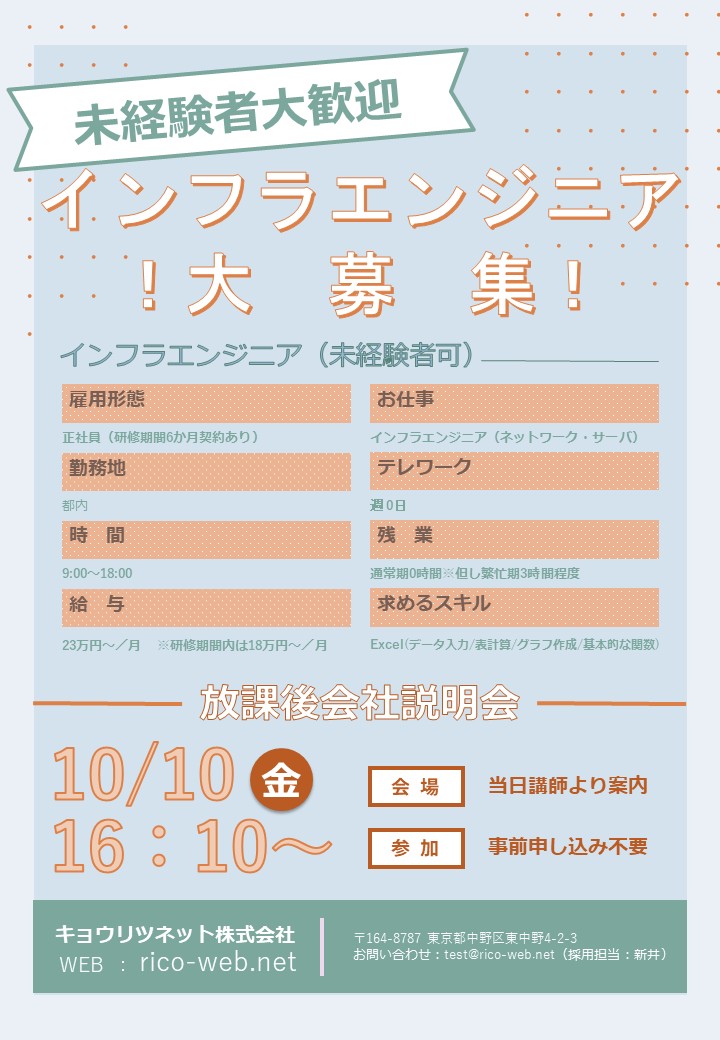 未経験者大歓迎
インフラエンジニア
！大　募　集！
インフラエンジニア（未経験者可）
雇用形態
正社員（研修期間6か月契約あり）
お仕事
インフラエンジニア（ネットワーク・サーバ）
勤務地
都内
テレワーク
週0日
時　間
9:00～18:00
残　業
通常期0時間※但し繁忙期3時間程度
給　与
23万円～／月　※研修期間内は18万円～／月
求めるスキル
Excel(データ入力/表計算/グラフ作成/基本的な関数)
放課後会社説明会
10/10 金
16：10～
会 場 当日講師より案内
参 加 事前申し込み不要
キョウリツネット株式会社
WEB ： rico-web.net
〒164-8787 東京都中野区東中野4-2-3
お問い合わせ：test@rico-web.net（採用担当：新井）